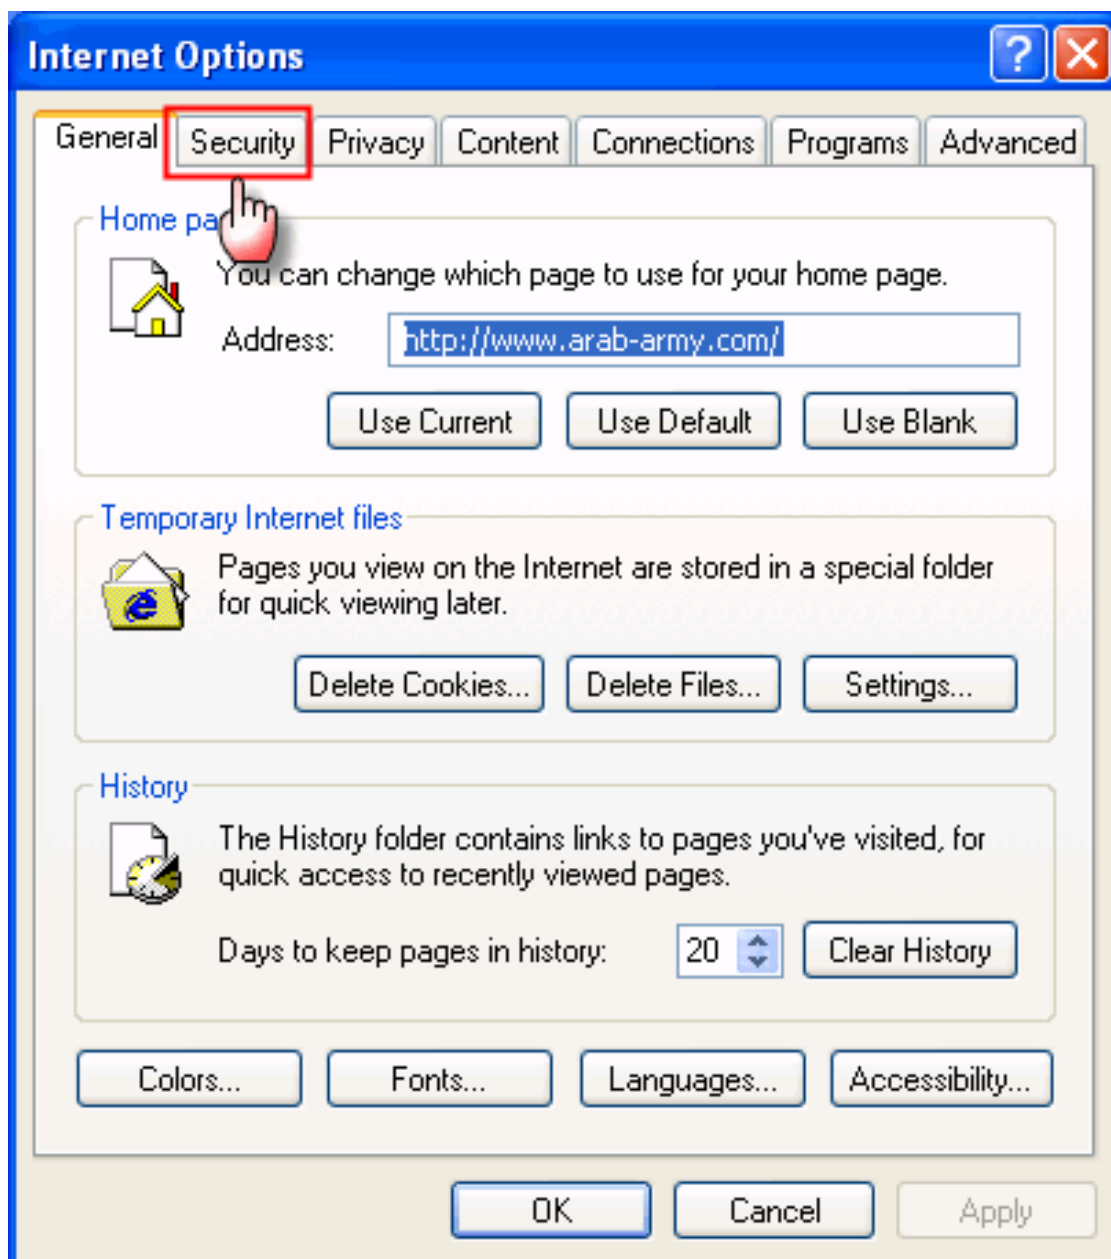 Internet Options
General Security Privacy Content Connections Programs Advanced
Home pa
You can change which page to use for your home page.
Address: http://www.arab-army.com/
Use Current Use Default Use Blank
Temporary Internet files
Pages you view on the Internet are stored in a special folder
for quick viewing later.
Delete Cookies... Delete Files... Settings...
History
The History folder contains links to pages you've visited, for
quick access to recently viewed pages.
Days to keep pages in history: 20 Clear History
Colors... Fonts... Languages... Accessibility...
OK Cancel Apply